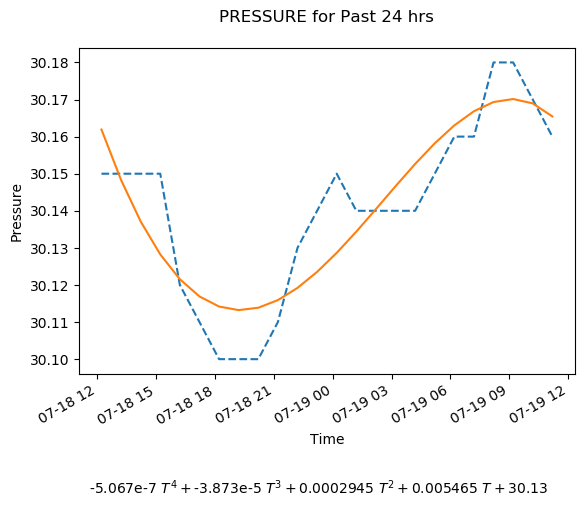 PRESSURE for Past 24 hrs
30.18
30.17
30.16
30.15
30.14
30.13
30.12
30.11
30.10
Pressure
07-18 12 07-18 15 07-18 18 07-18 21 07-19 00 07-19 03 07-19 06 07-19 09 07-19 12
Time
-5.067e-7 T⁴ + -3.873e-5 T³ + 0.0002945 T² + 0.005465 T + 30.13